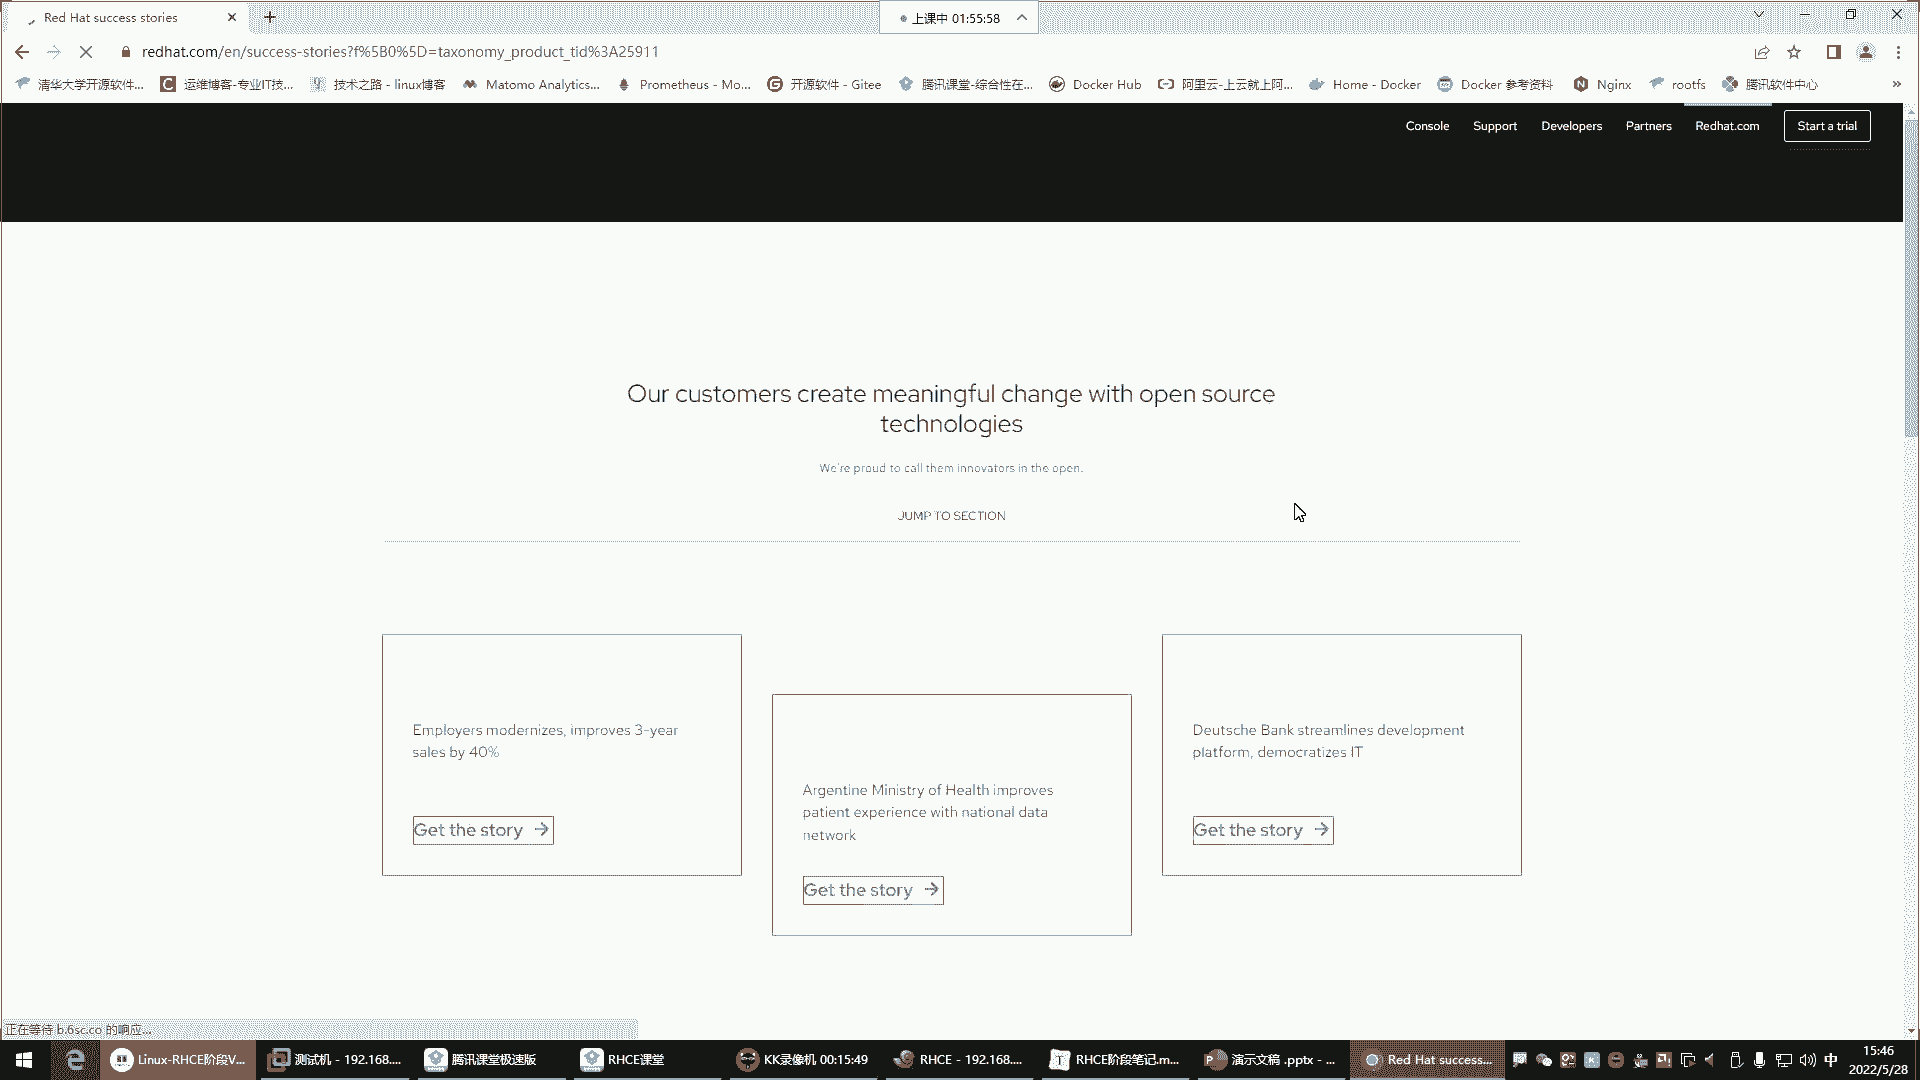 Red Hat success stories
上课中 01:55:58
redhat.com/en/success-stories?f%5B0%5D=taxonomy_product_tid%3A25911
清华大学开源软件... 运维博客-专业IT技... 技术之路 - linux博客 Matomo Analytics... Prometheus - Mo... 开源软件 - Gitee 腾讯课堂-综合性在... Docker Hub 阿里云-上云就上阿... Home - Docker Docker 参考资料 Nginx rootfs 腾讯软件中心 »
Console Support Developers Partners Redhat.com Start a trial
Our customers create meaningful change with open source
technologies
We're proud to call them innovators in the open.
JUMP TO SECTION
Employers modernizes, improves 3-year
sales by 40%
Get the story
Argentine Ministry of Health improves
patient experience with national data
network
Get the story
Deutsche Bank streamlines development
platform, democratizes IT
Get the story
正在等待 b.6sc.co 的响应...
Linux-RHCE阶段V... 测试机 - 192.168.... 腾讯课堂极速版 RHCE课堂 KK录像机 00:15:49 RHCE - 192.168.... RHCE阶段笔记.m... 演示文稿 .pptx - ... Red Hat success... 中
15:46
2022/5/28